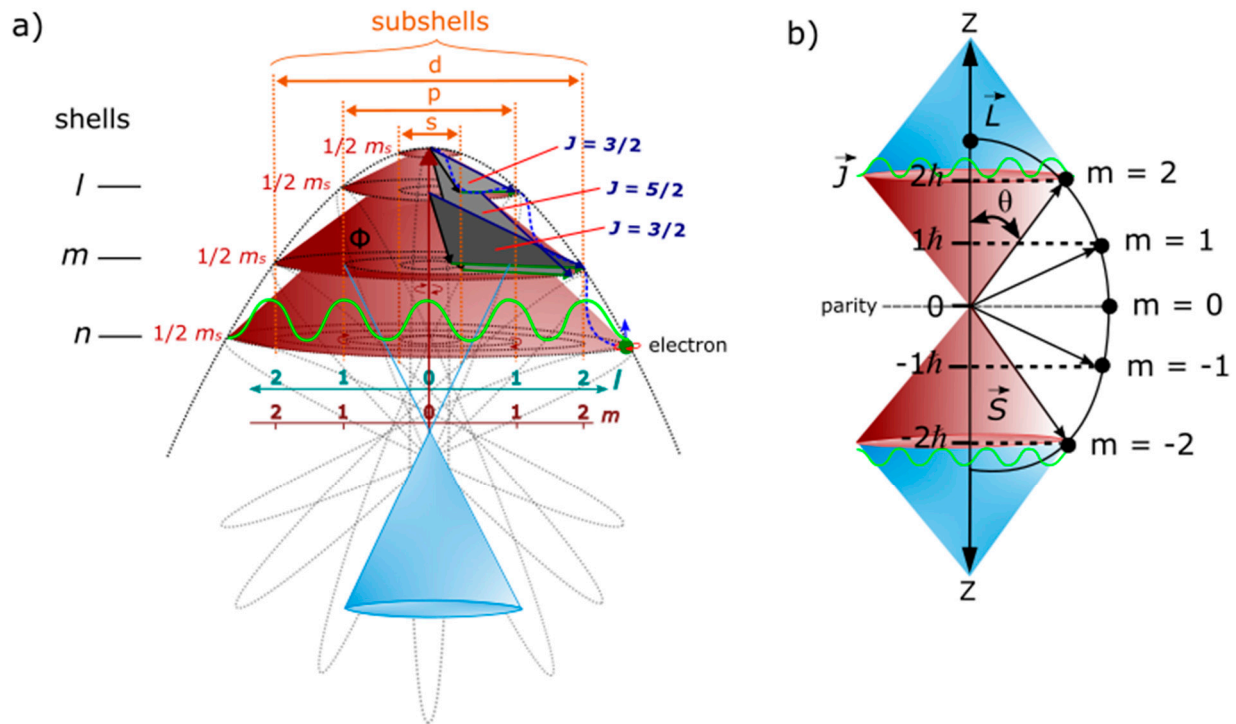 a)
subshells
d
p
s
shells
1/2 ms
J = 3/2
l
1/2 ms
J = 5/2
J = 3/2
Φ
m
1/2 ms
n
1/2 ms
electron
2 1 0 1 2 l
2 1 0 1 2 m
b)
Z
L
J
2ħ
m = 2
θ
1ħ
m = 1
parity
0
m = 0
-1ħ
m = -1
S
-2ħ
m = -2
Z